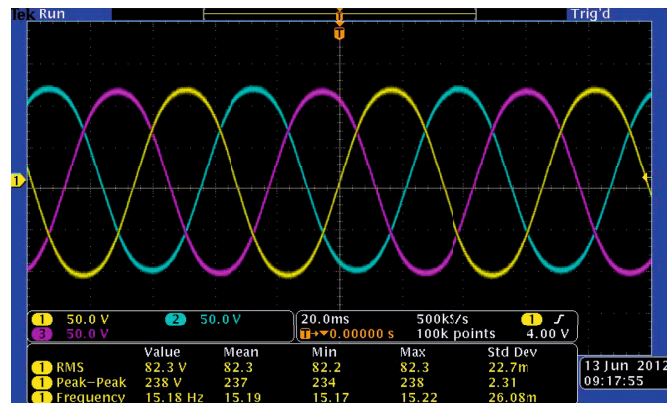 Tek Run Trig'd
T
T
1
1 50.0 V 2 50.0 V
3 50.0 V
20.0ms 500kS/s 1
T→▼0.00000 s 100k points 4.00 V
Value Mean Min Max Std Dev
1 RMS 82.3 V 82.3 82.2 82.3 22.7m
1 Peak-Peak 238 V 237 234 238 2.31
1 Frequency 15.18 Hz 15.19 15.17 15.22 26.08m
13 Jun 2012
09:17:55